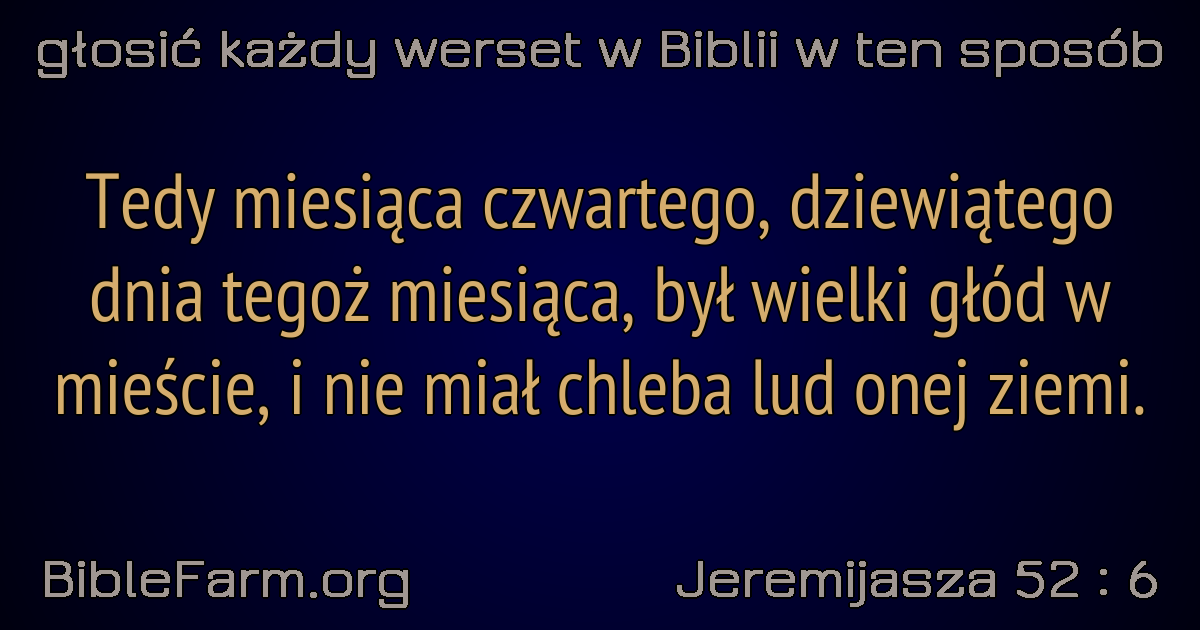 głosić każdy werset w Biblii w ten sposób
Tedy miesiąca czwartego, dziewiątego
dnia tegoż miesiąca, był wielki głód w
mieście, i nie miał chleba lud onej ziemi.
BibleFarm.org
Jeremijasza 52 : 6